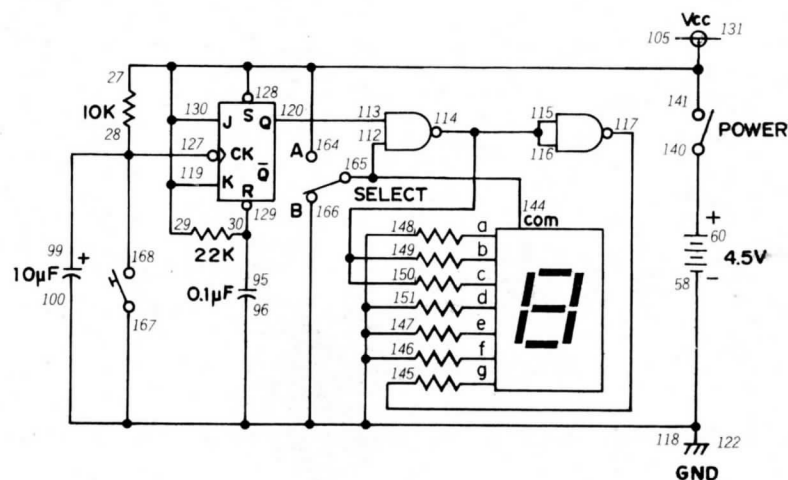 Vcc
105 131
27
10K
28
128
130 J S Q 120
127 CK
Q
119 K R
129
29 30
22K
99 +
10μF
100
168
167
95
0.1μF
96
A 164
165
SELECT
B 166
113 114
112
115 117
116
141
POWER
140
144
com
148 a
149 b
150 c
151 d
147 e
146 f
145 g
+
60
4.5V
58 -
118 122
GND